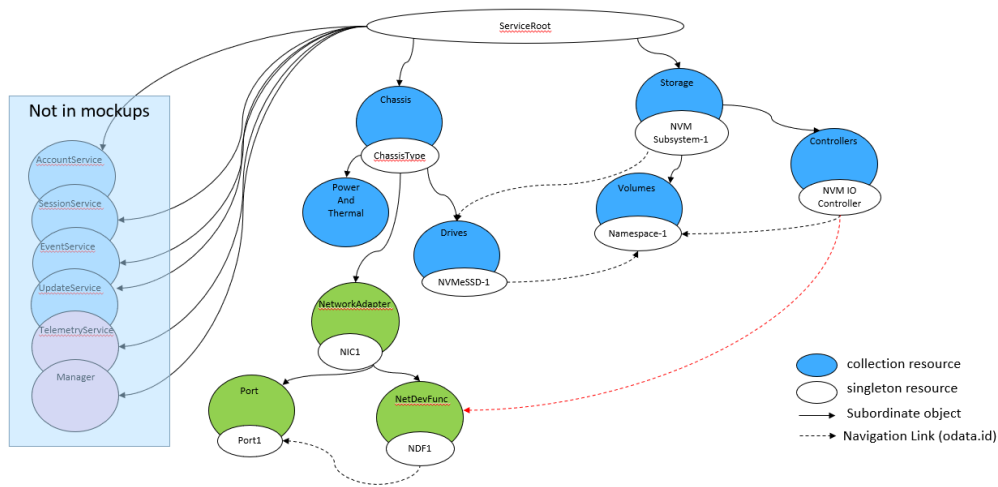 ServiceRoot
Not in mockups
AccountService
SessionService
EventService
UpdateService
TelemetryService
Manager
Chassis
ChassisType
Power
And
Thermal
Drives
NVMeSSD-1
Storage
NVM
Subsystem-1
Volumes
Namespace-1
Controllers
NVM IO
Controller
NetworkAdapter
NIC1
Port
Port1
NetDevFunc
NDF1
collection resource
singleton resource
Subordinate object
Navigation Link (odata.id)